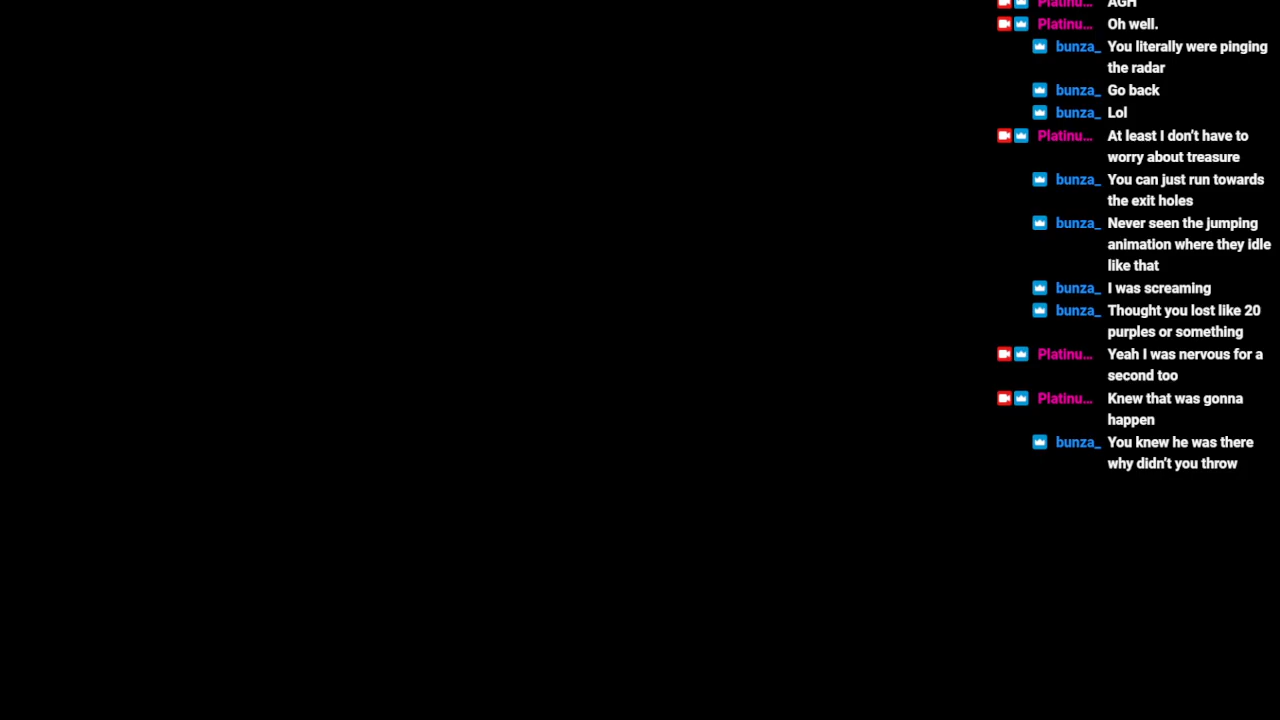 Platinu... AGH
Platinu... Oh well.
bunza_ You literally were pinging
the radar
bunza_ Go back
bunza_ Lol
Platinu... At least I don't have to
worry about treasure
bunza_ You can just run towards
the exit holes
bunza_ Never seen the jumping
animation where they idle
like that
bunza_ I was screaming
bunza_ Thought you lost like 20
purples or something
Platinu... Yeah I was nervous for a
second too
Platinu... Knew that was gonna
happen
bunza_ You knew he was there
why didn't you throw